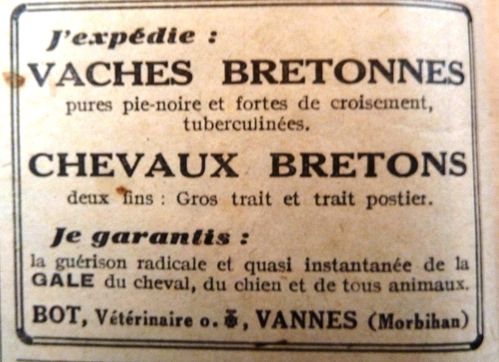 J'expédie :
VACHES BRETONNES
pures pie-noire et fortes de croisement,
tuberculinées.
CHEVAUX BRETONS
deux fins : Gros trait et trait postier.
Je garantis :
la guérison radicale et quasi instantanée de la
GALE du cheval, du chien et de tous animaux.
BOT, Vétérinaire o. , VANNES (Morbihan)